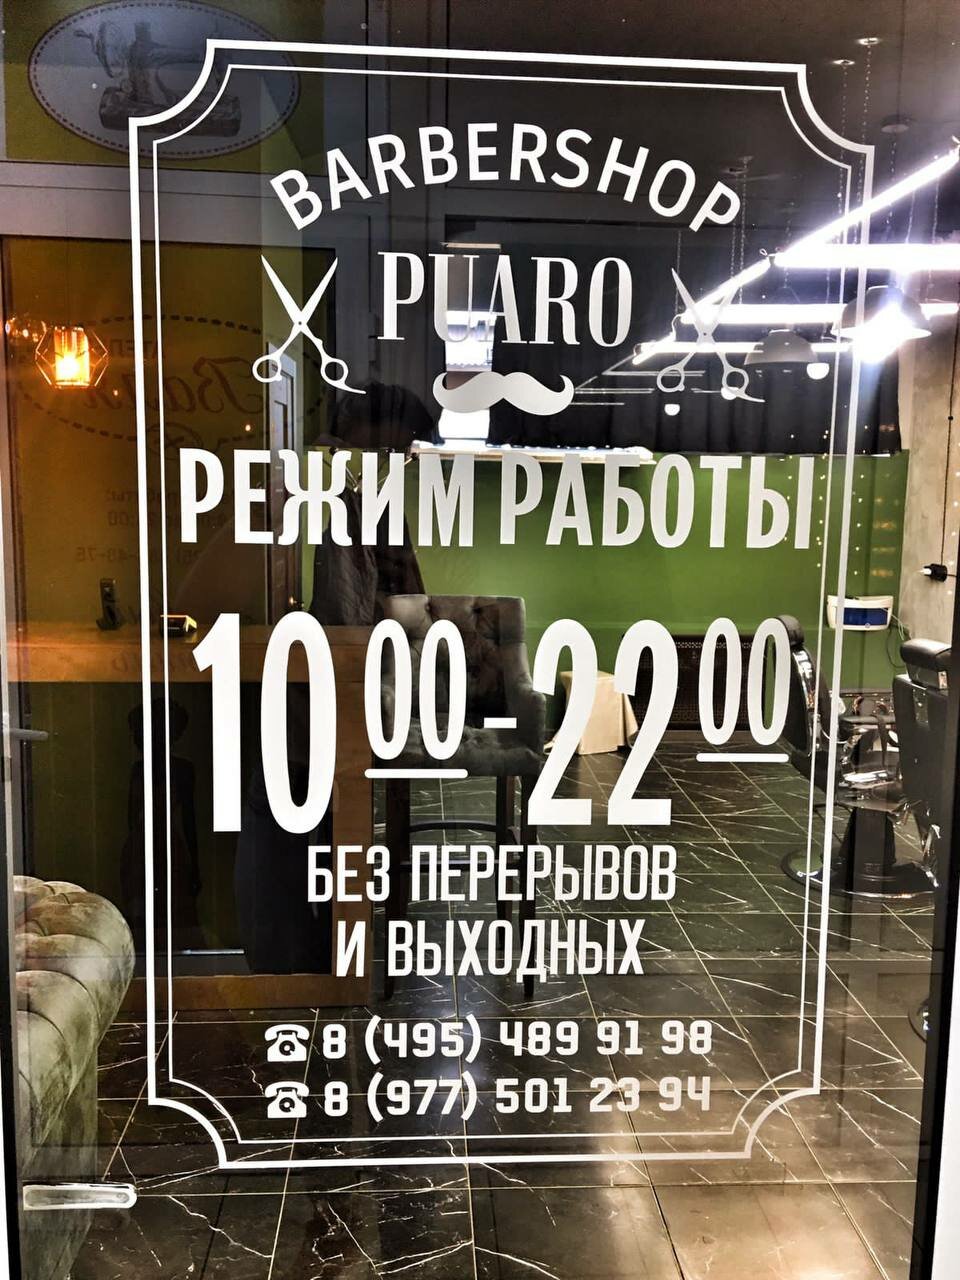 BARBERSHOP
PUARO
РЕЖИМ РАБОТЫ
10 00 - 22 00
БЕЗ ПЕРЕРЫВОВ
И ВЫХОДНЫХ
8 (495) 489 91 98
8 (977) 501 23 94